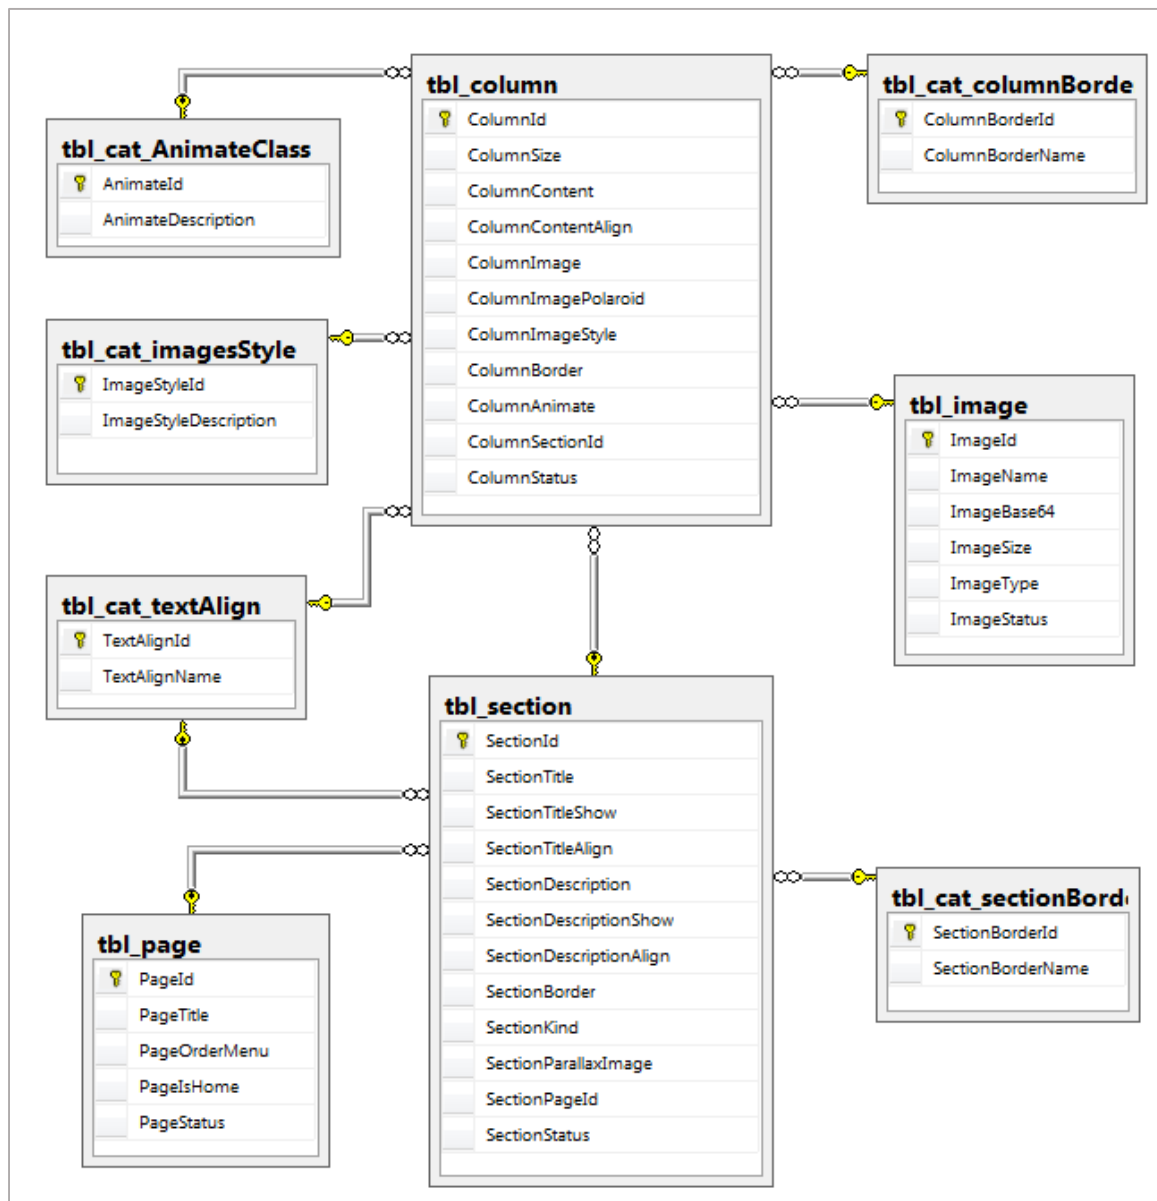 tbl_column
ColumnId
ColumnSize
ColumnContent
ColumnContentAlign
ColumnImage
ColumnImagePolaroid
ColumnImageStyle
ColumnBorder
ColumnAnimate
ColumnSectionId
ColumnStatus
tbl_cat_columnBorde
ColumnBorderId
ColumnBorderName
tbl_cat_AnimateClass
AnimateId
AnimateDescription
tbl_cat_imagesStyle
ImageStyleId
ImageStyleDescription
tbl_image
ImageId
ImageName
ImageBase64
ImageSize
ImageType
ImageStatus
tbl_cat_textAlign
TextAlignId
TextAlignName
tbl_section
SectionId
SectionTitle
SectionTitleShow
SectionTitleAlign
SectionDescription
SectionDescriptionShow
SectionDescriptionAlign
SectionBorder
SectionKind
SectionParallaxImage
SectionPageId
SectionStatus
tbl_cat_sectionBord
SectionBorderId
SectionBorderName
tbl_page
PageId
PageTitle
PageOrderMenu
PageIsHome
PageStatus